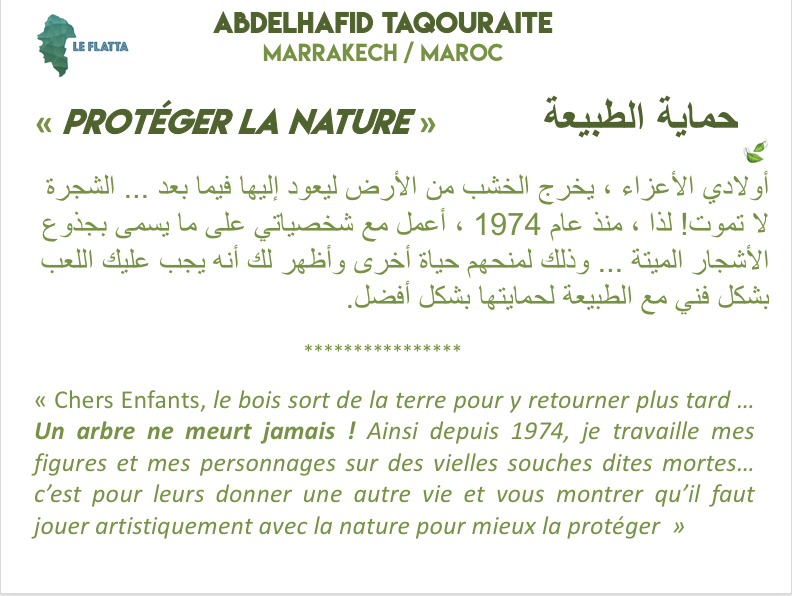 LE FLATTA
ABDELHAFID TAQOURAITE
MARRAKECH / MAROC
« PROTÉGER LA NATURE »
حماية الطبيعة
أولادي الأعزاء ، يخرج الخشب من الأرض ليعود إليها فيما بعد ... الشجرة
لا تموت! لذا ، منذ عام 1974 ، أعمل مع شخصياتي على ما يسمى بجذوع
الأشجار الميتة ... وذلك لمنحهم حياة أخرى وأظهر لك أنه يجب عليك اللعب
بشكل فني مع الطبيعة لحمايتها بشكل أفضل.
****************
« Chers Enfants, le bois sort de la terre pour y retourner plus tard …
Un arbre ne meurt jamais ! Ainsi depuis 1974, je travaille mes
figures et mes personnages sur des vielles souches dites mortes…
c’est pour leurs donner une autre vie et vous montrer qu’il faut
jouer artistiquement avec la nature pour mieux la protéger »